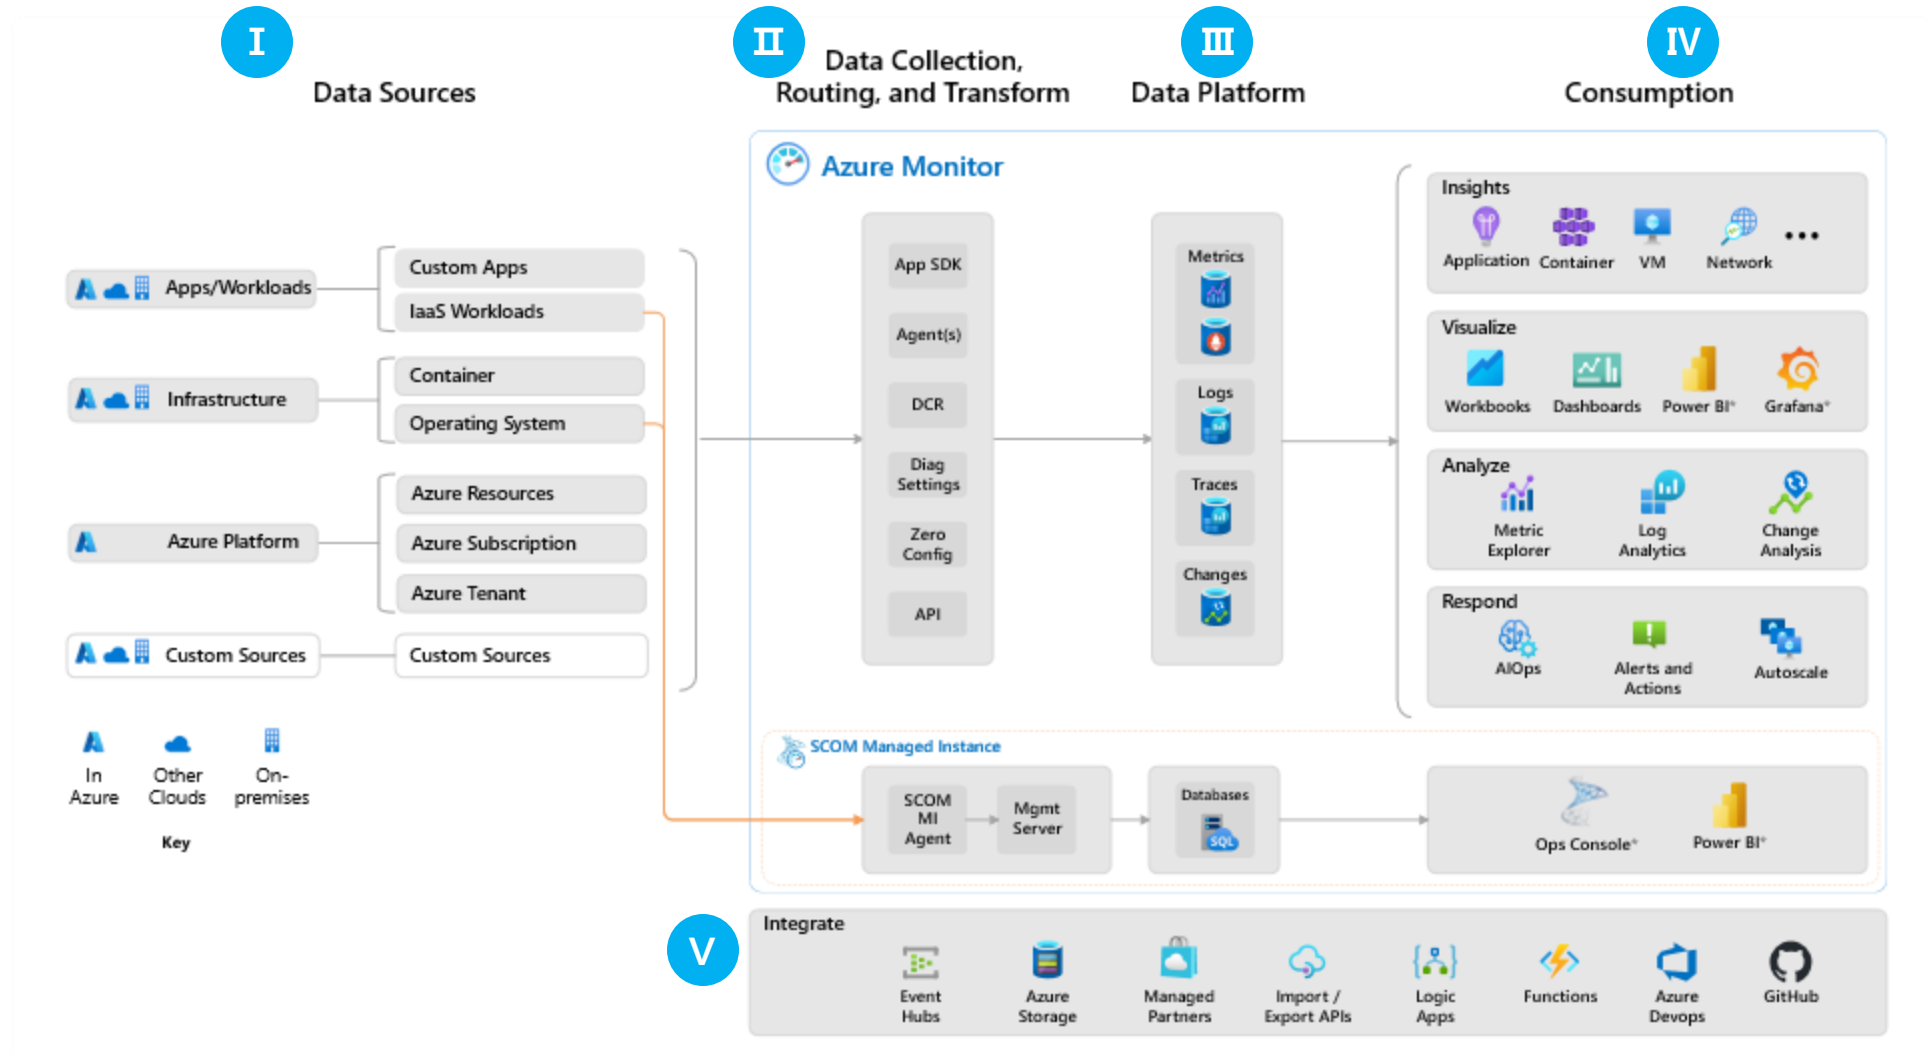 I
II
III
IV
Data Sources
Data Collection,
Routing, and Transform
Data Platform
Consumption
Azure Monitor
Apps/Workloads
Custom Apps
IaaS Workloads
Infrastructure
Container
Operating System
Azure Platform
Azure Resources
Azure Subscription
Azure Tenant
Custom Sources
Custom Sources
In
Azure
Other
Clouds
On-
premises
Key
App SDK
Agent(s)
DCR
Diag
Settings
Zero
Config
API
Metrics
Logs
Traces
Changes
Insights
Application
Container
VM
Network
•••
Visualize
Workbooks
Dashboards
Power BI*
Grafana*
Analyze
Metric
Explorer
Log
Analytics
Change
Analysis
Respond
AIOps
Alerts and
Actions
Autoscale
SCOM Managed Instance
SCOM
MI
Agent
Mgmt
Server
Databases
SQL
Ops Console*
Power BI*
V
Integrate
Event
Hubs
Azure
Storage
Managed
Partners
Import /
Export APIs
Logic
Apps
Functions
Azure
Devops
GitHub